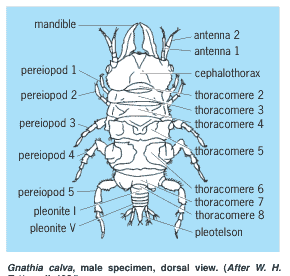 mandible
antenna 2
antenna 1
pereiopod 1
cephalothorax
pereiopod 2
thoracomere 2
thoracomere 3
pereiopod 3
thoracomere 4
pereiopod 4
thoracomere 5
pereiopod 5
thoracomere 6
thoracomere 7
pleonite I
thoracomere 8
pleonite V
pleotelson
Gnathia calva, male specimen, dorsal view. (After W. H.